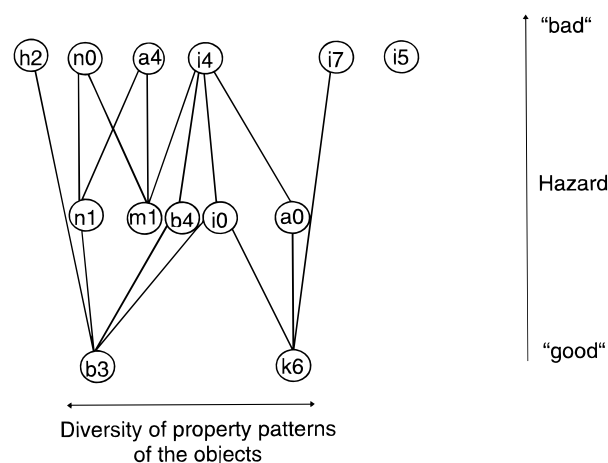 “bad“
h2 n0 a4 i4 i7 i5
Hazard
n1 m1 b4 i0 a0
“good“
b3 k6
Diversity of property patterns
of the objects